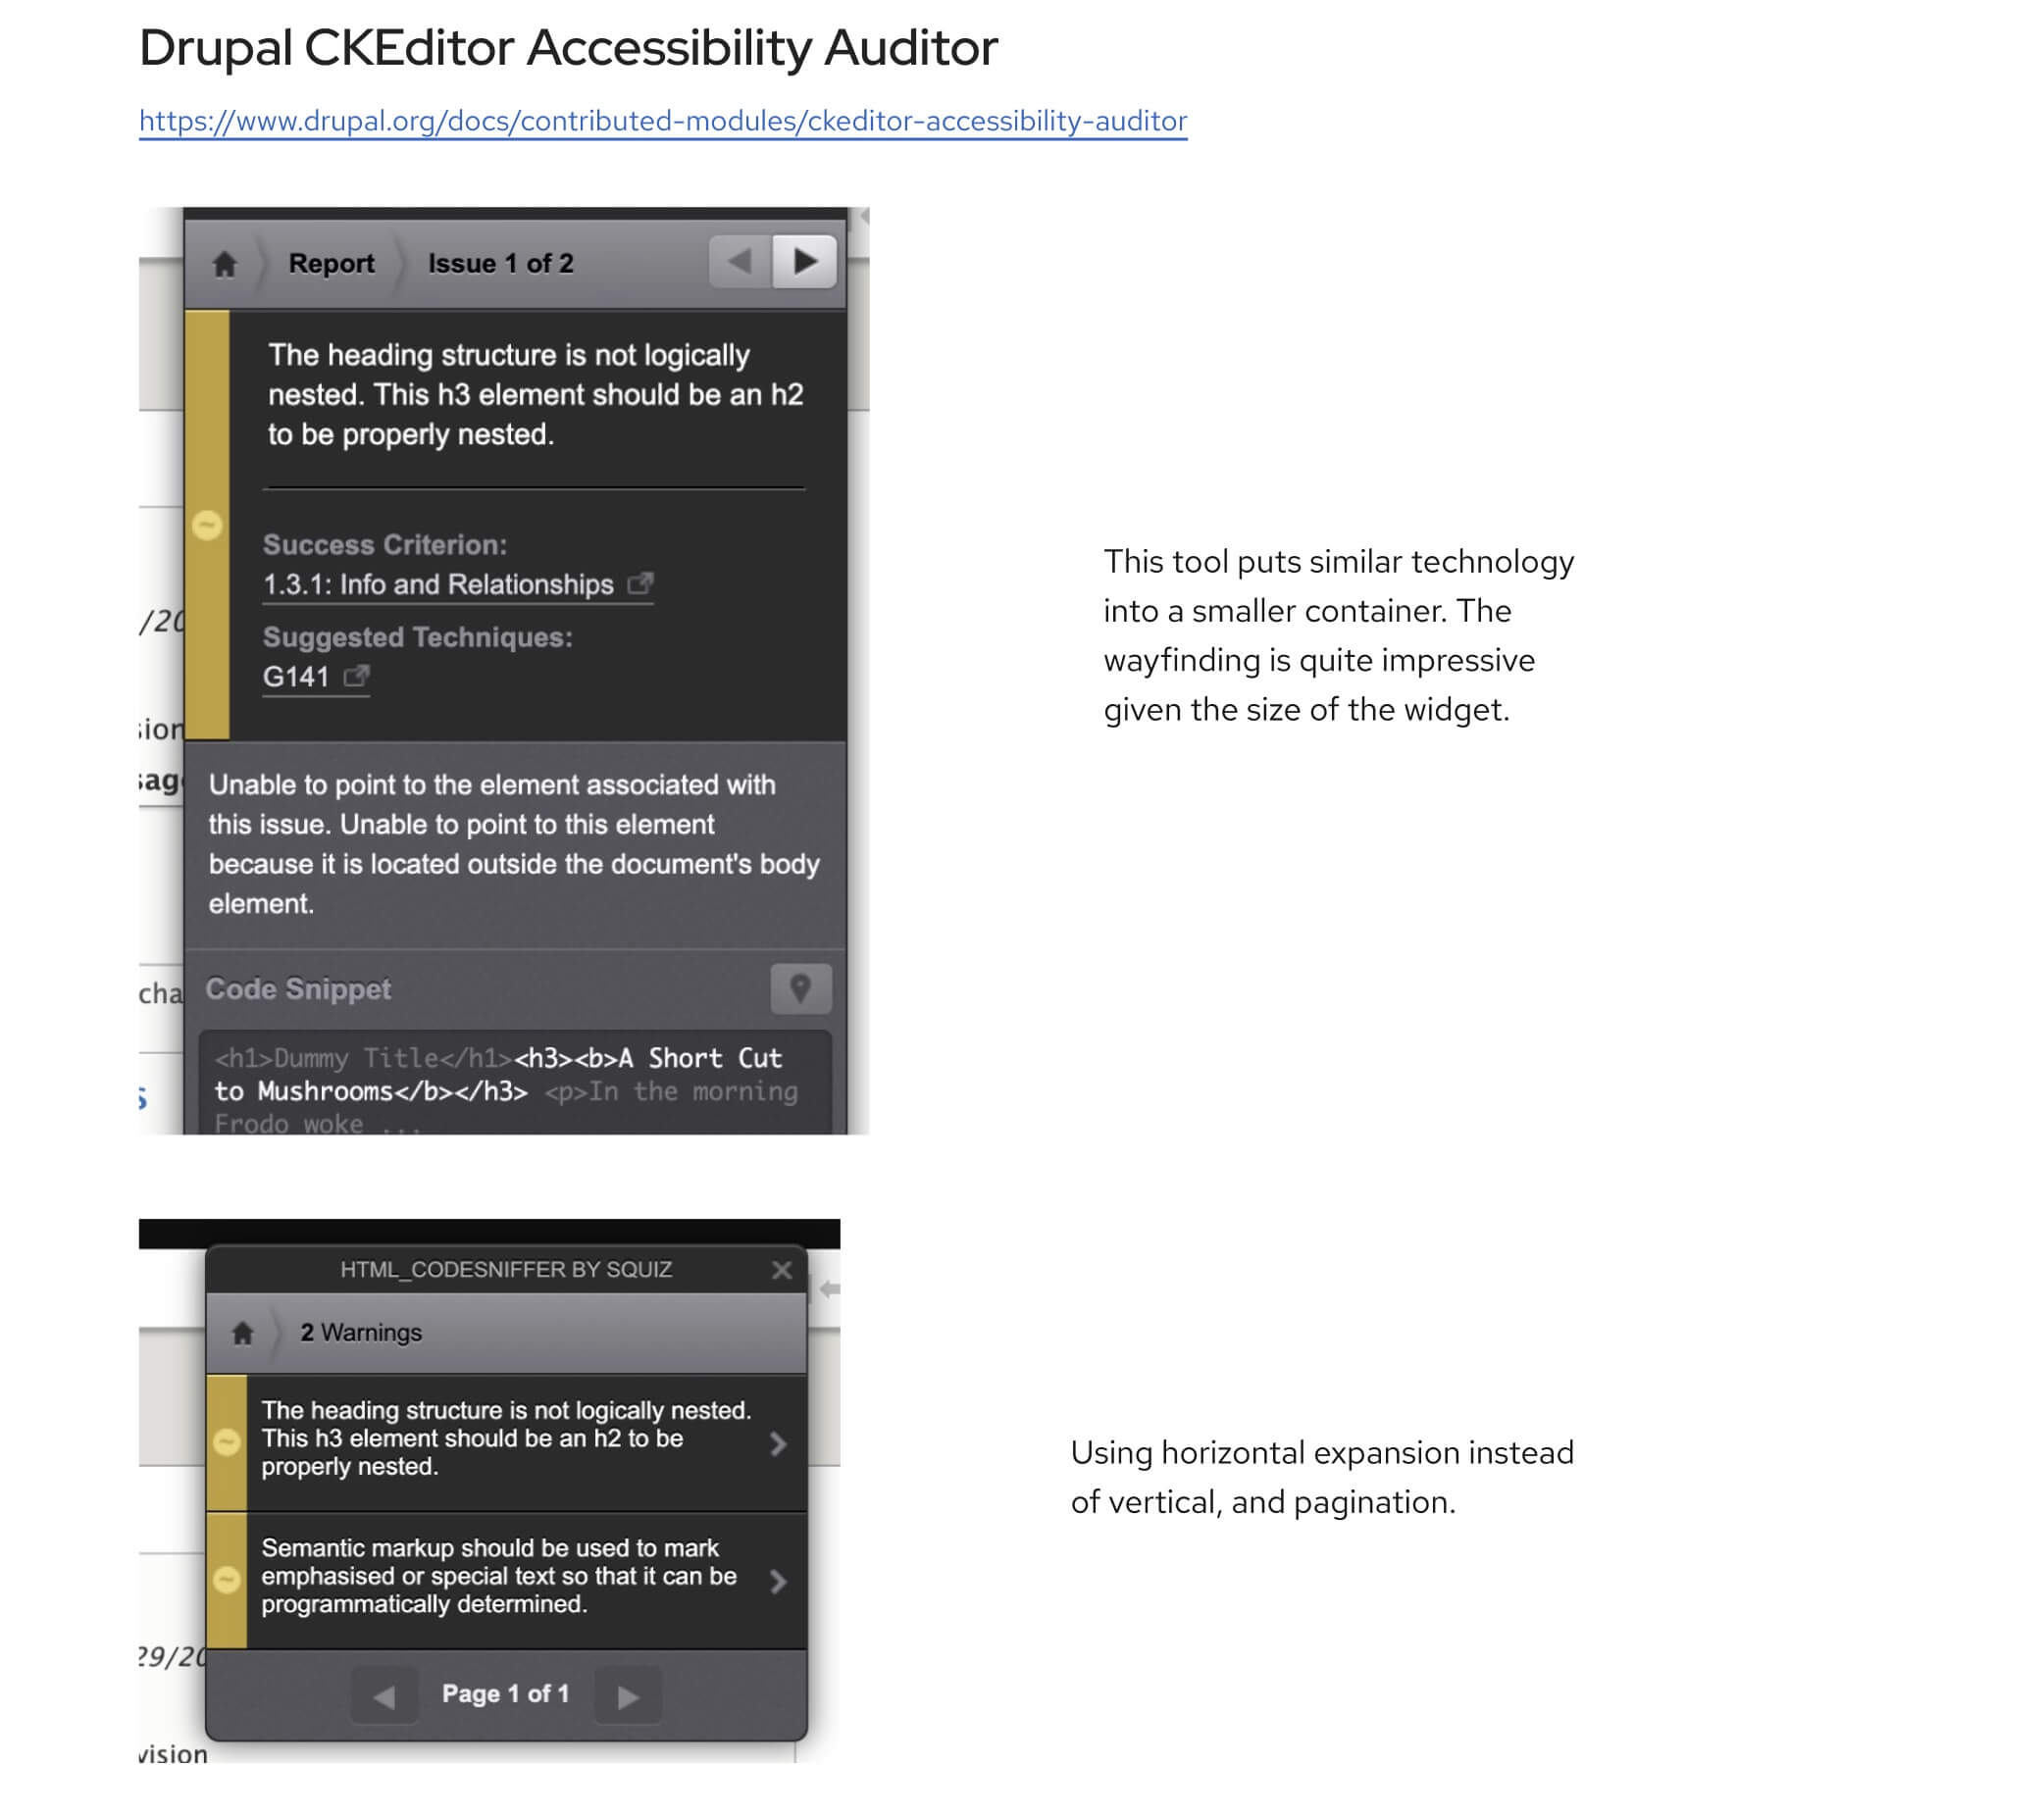 Drupal CKEditor Accessibility Auditor
https://www.drupal.org/docs/contributed-modules/ckeditor-accessibility-auditor
Report
Issue 1 of 2
The heading structure is not logically
nested. This h3 element should be an h2
to be properly nested.
Success Criterion:
1.3.1: Info and Relationships
Suggested Techniques:
G141
Unable to point to the element associated with
this issue. Unable to point to this element
because it is located outside the document's body
element.
Code Snippet
<h1>Dummy Title</h1><h3><b>A Short Cut
to Mushrooms</b></h3> <p>In the morning
Frodo woke ...
/20
sion
sag
cha
s
This tool puts similar technology
into a smaller container. The
wayfinding is quite impressive
given the size of the widget.
HTML_CODESNIFFER BY SQUIZ
2 Warnings
The heading structure is not logically nested.
This h3 element should be an h2 to be
properly nested.
Semantic markup should be used to mark
emphasised or special text so that it can be
programmatically determined.
Page 1 of 1
29/20
vision
Using horizontal expansion instead
of vertical, and pagination.